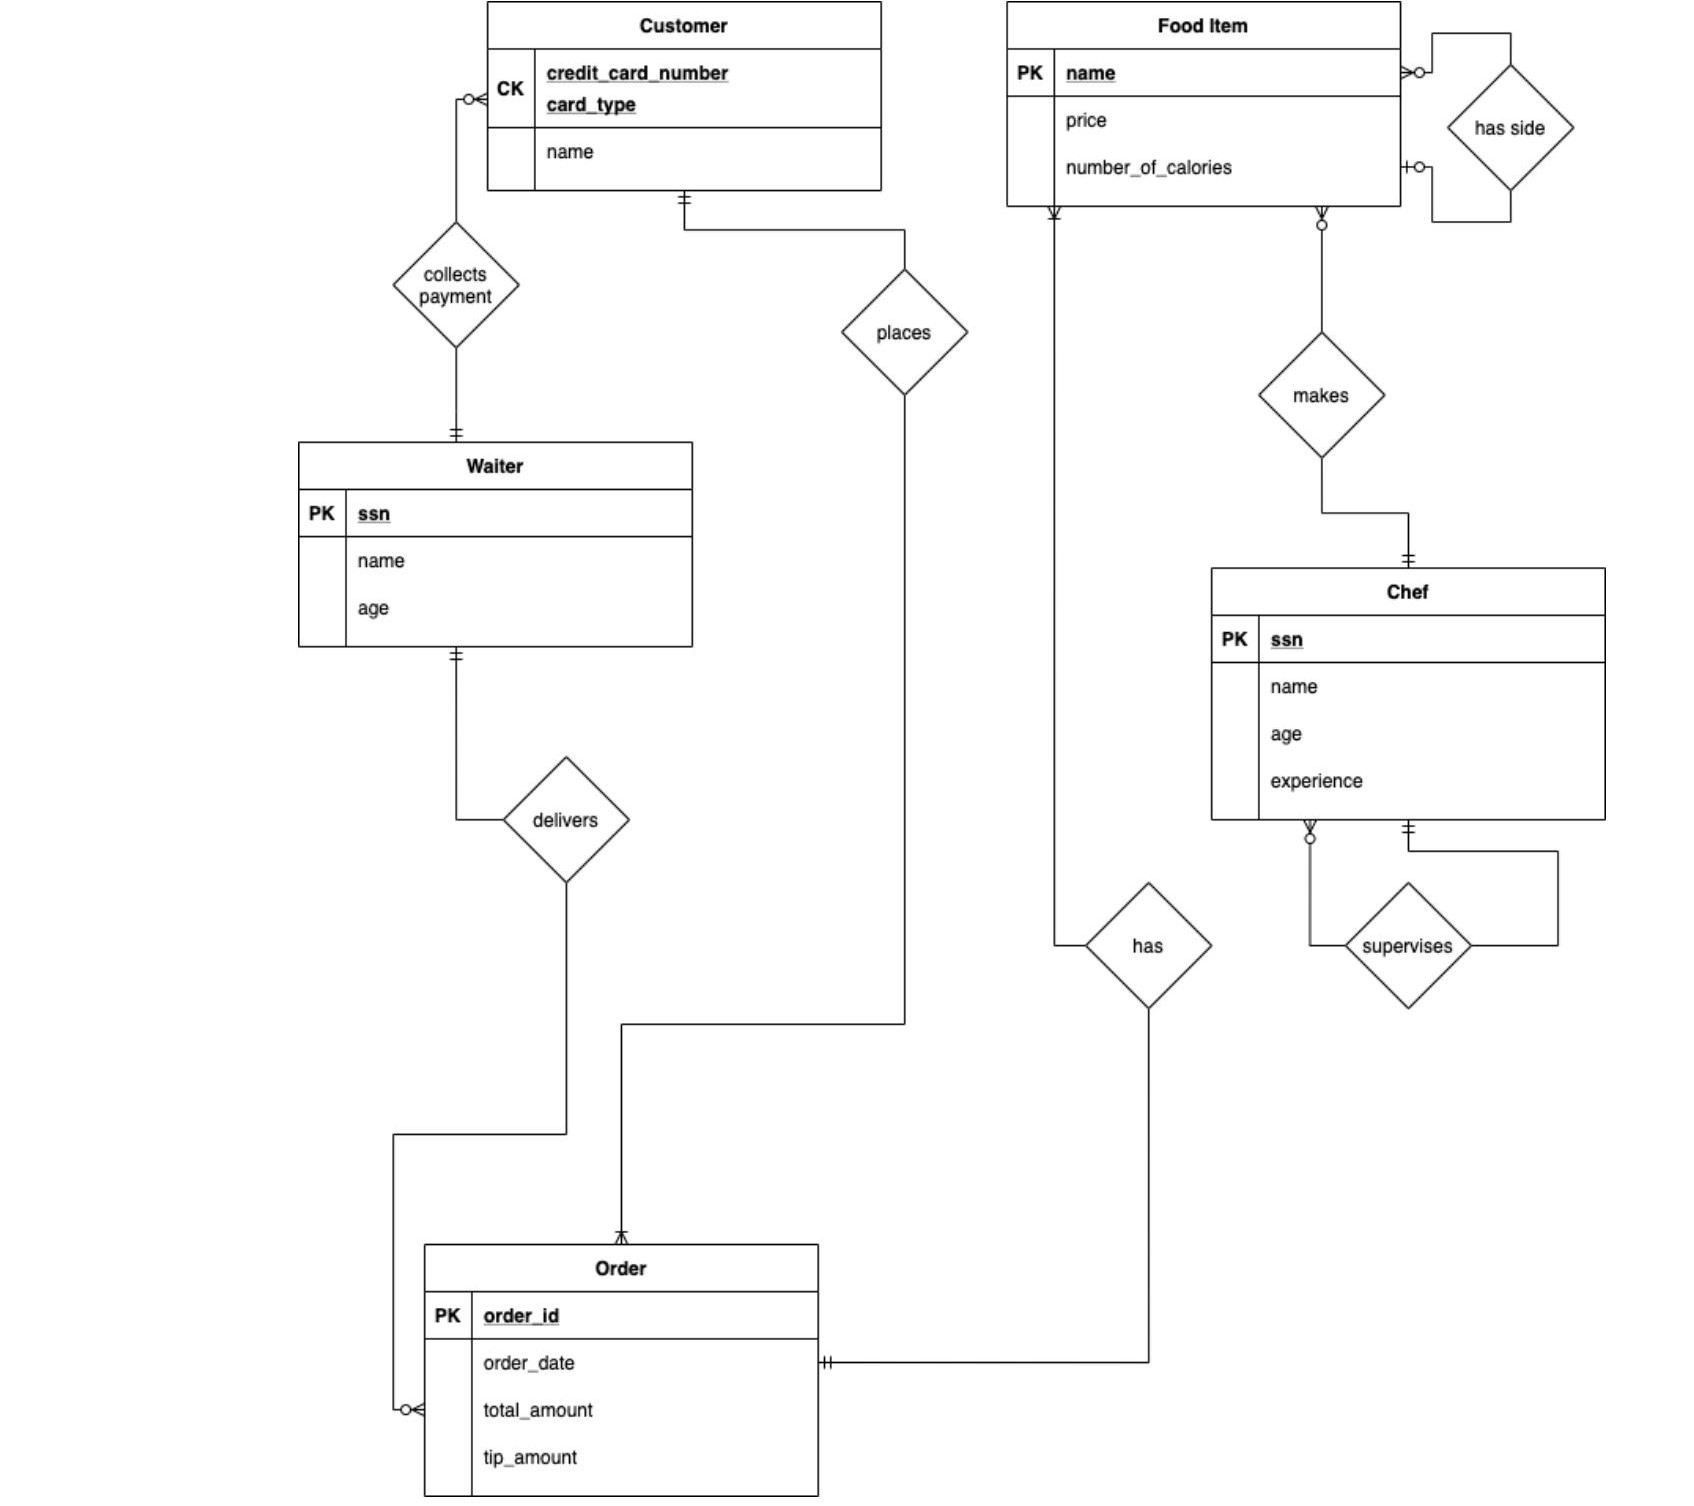 Customer
CK
credit_card_number
card_type
name
Food Item
PK
name
price
number_of_calories
has side
collects
payment
places
makes
Waiter
PK
ssn
name
age
Chef
PK
ssn
name
age
experience
delivers
has
supervises
Order
PK
order_id
order_date
total_amount
tip_amount